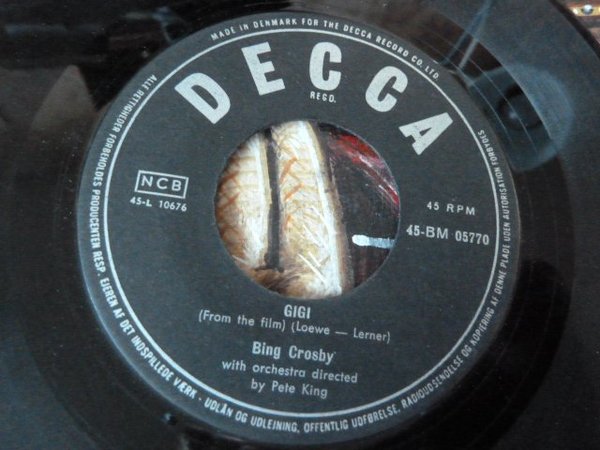 MADE IN DENMARK FOR THE DECCA RECORD CO. LTD.
DECCA
REGD.
NCB
45-L 10676
45 RPM
45-BM 05770
GIGI
(From the film) (Loewe — Lerner)
Bing Crosby
with orchestra directed
by Pete King
ALLE RETTIGHEDER FORBEHOLDES PRODUCENTEN RESP. EJEREN AF DET INDSPILLEDE VÆRK - UDLÅN OG UDLEJNING, OFFENTLIG UDFØRELSE, RADIOUDSENDELSE OG KOPIERING AF DENNE PLADE UDEN AUTORISATION FORBYDES